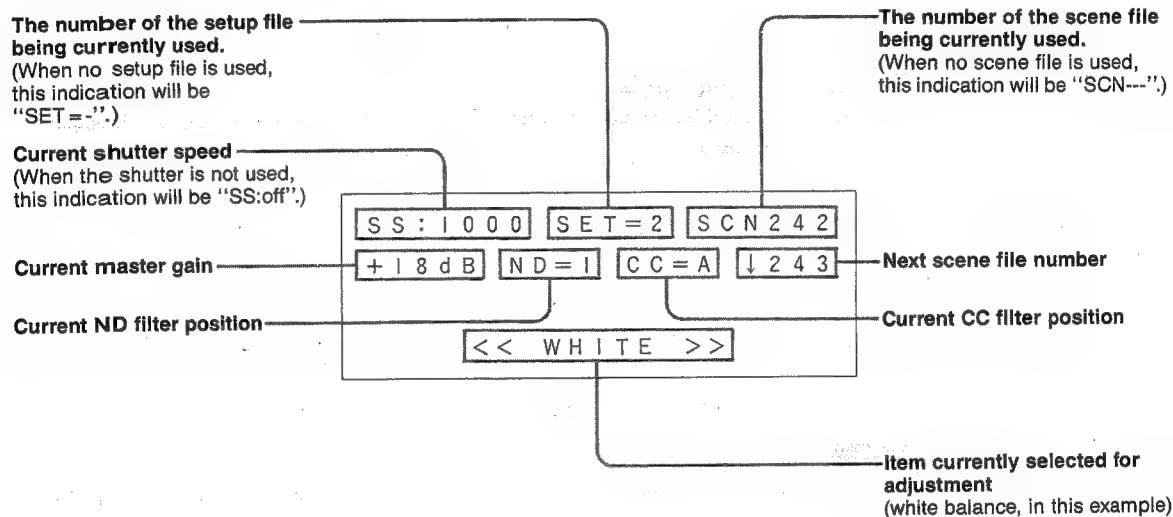 The number of the setup file
being currently used.
(When no setup file is used,
this indication will be
"SET=-".)
The number of the scene file
being currently used.
(When no scene file is used,
this indication will be "SCN---".)
Current shutter speed
(When the shutter is not used,
this indication will be "SS:off".)
SS:1000 SET=2 SCN242
Current master gain +18dB ND=1 CC=A ↓243 Next scene file number
Current ND filter position
Current CC filter position
<< WHITE >>
Item currently selected for
adjustment
(white balance, in this example)